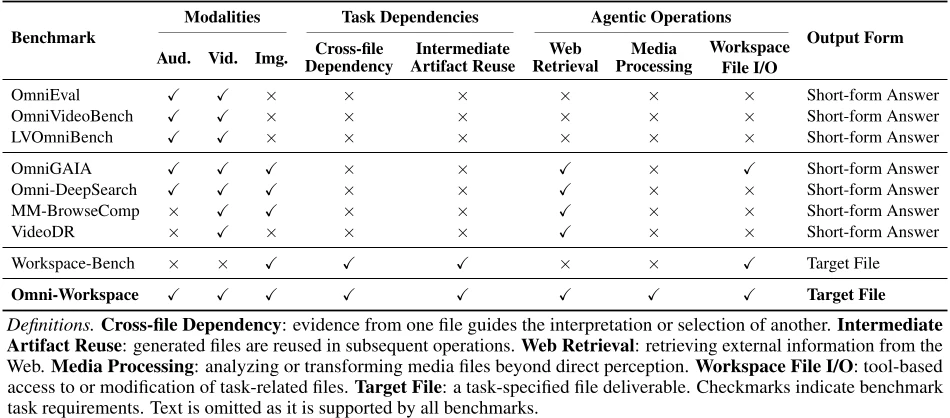 Benchmark Modalities Task Dependencies Agentic Operations Output Form
Aud. Vid. Img. Cross-file Dependency Intermediate Artifact Reuse Web Retrieval Media Processing Workspace File I/O
OmniEval ✓ ✓ × × × × × × Short-form Answer
OmniVideoBench ✓ ✓ × × × × × × Short-form Answer
LVOmniBench ✓ ✓ × × × × × × Short-form Answer
OmniGAIA ✓ ✓ ✓ × × ✓ × ✓ Short-form Answer
Omni-DeepSearch ✓ ✓ ✓ × × ✓ × × Short-form Answer
MM-BrowseComp × ✓ ✓ × × ✓ × × Short-form Answer
VideoDR × ✓ × × × ✓ × × Short-form Answer
Workspace-Bench × × ✓ ✓ ✓ × × ✓ Target File
Omni-Workspace ✓ ✓ ✓ ✓ ✓ ✓ ✓ ✓ Target File
Definitions. Cross-file Dependency: evidence from one file guides the interpretation or selection of another. Intermediate
Artifact Reuse: generated files are reused in subsequent operations. Web Retrieval: retrieving external information from the
Web. Media Processing: analyzing or transforming media files beyond direct perception. Workspace File I/O: tool-based
access to or modification of task-related files. Target File: a task-specified file deliverable. Checkmarks indicate benchmark
task requirements. Text is omitted as it is supported by all benchmarks.